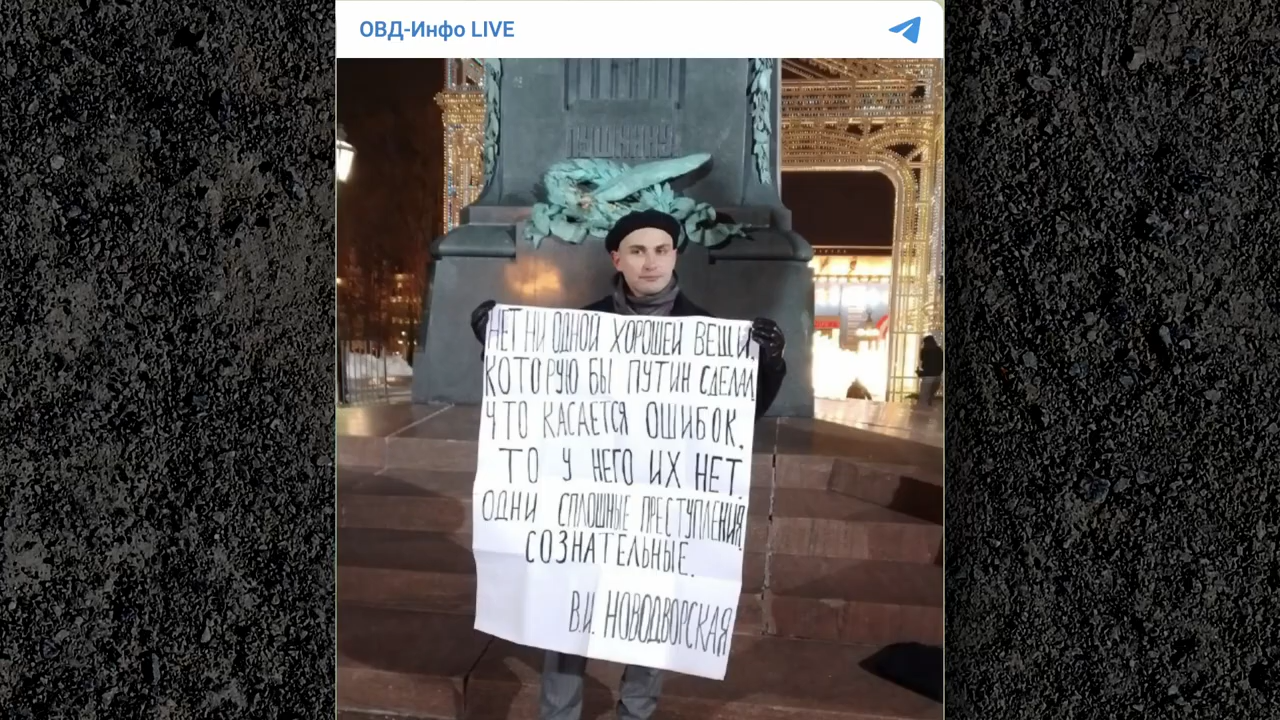 ОВД-Инфо LIVE
ПУШКИНУ
НЕТ НИ ОДНОЙ ХОРОШЕЙ ВЕЩИ,
КОТОРУЮ БЫ ПУТИН СДЕЛАЛ
ЧТО КАСАЕТСЯ ОШИБОК,
ТО У НЕГО ИХ НЕТ.
ОДНИ СПЛОШНЫЕ ПРЕСТУПЛЕНИЯ,
СОЗНАТЕЛЬНЫЕ.
В.И. НОВОДВОРСКАЯ